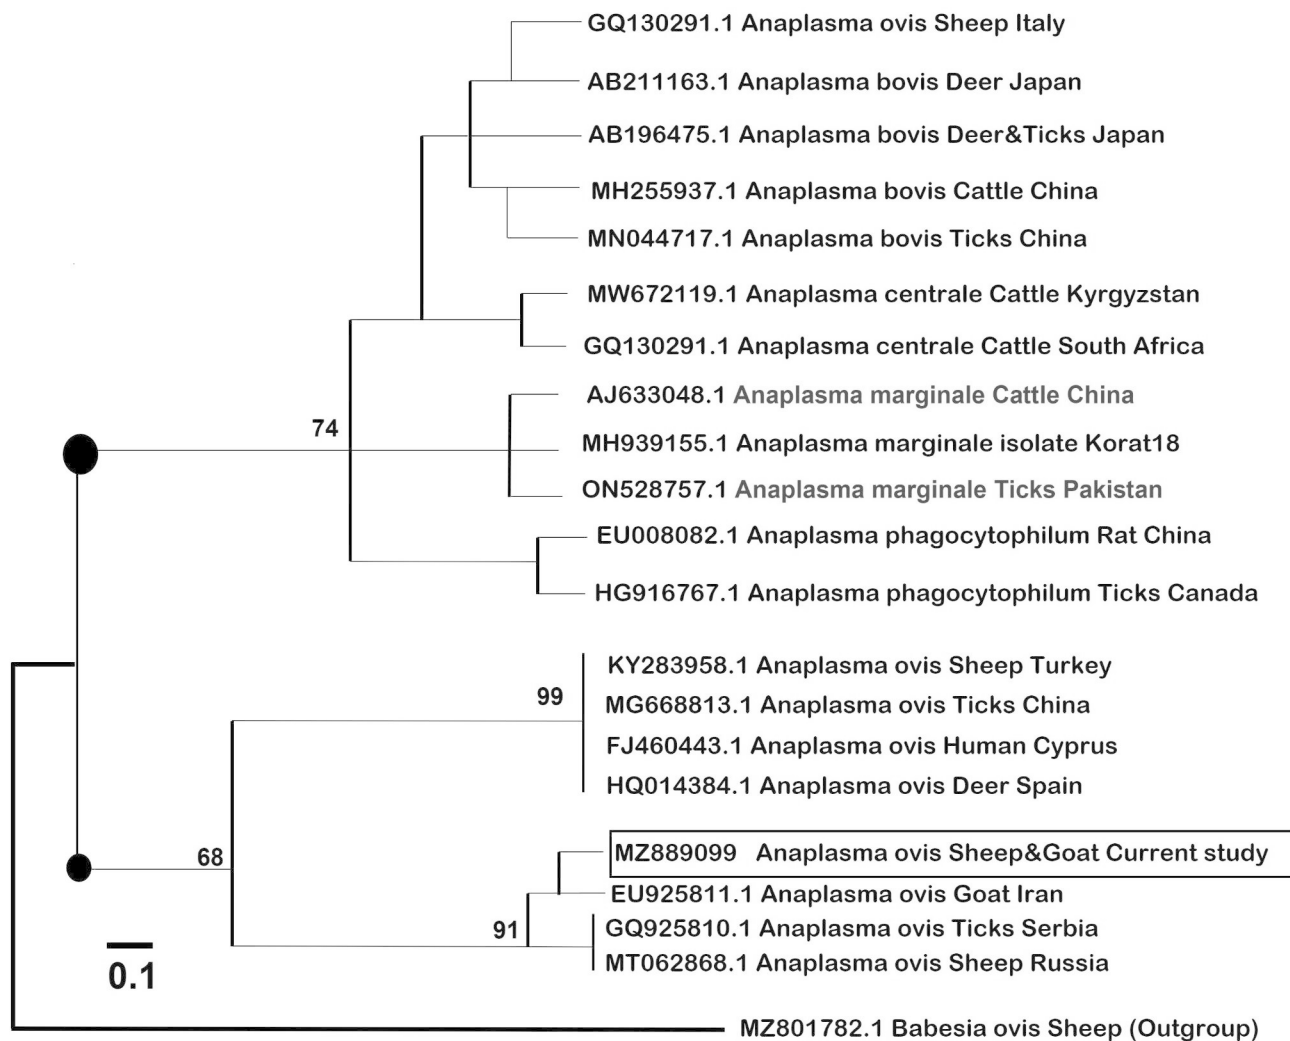 GQ130291.1 Anaplasma ovis Sheep Italy
AB211163.1 Anaplasma bovis Deer Japan
AB196475.1 Anaplasma bovis Deer&Ticks Japan
MH255937.1 Anaplasma bovis Cattle China
MN044717.1 Anaplasma bovis Ticks China
MW672119.1 Anaplasma centrale Cattle Kyrgyzstan
GQ130291.1 Anaplasma centrale Cattle South Africa
AJ633048.1 Anaplasma marginale Cattle China
74
MH939155.1 Anaplasma marginale isolate Korat18
ON528757.1 Anaplasma marginale Ticks Pakistan
EU008082.1 Anaplasma phagocytophilum Rat China
HG916767.1 Anaplasma phagocytophilum Ticks Canada
KY283958.1 Anaplasma ovis Sheep Turkey
99
MG668813.1 Anaplasma ovis Ticks China
FJ460443.1 Anaplasma ovis Human Cyprus
HQ014384.1 Anaplasma ovis Deer Spain
68
MZ889099 Anaplasma ovis Sheep&Goat Current study
EU925811.1 Anaplasma ovis Goat Iran
91
GQ925810.1 Anaplasma ovis Ticks Serbia
MT062868.1 Anaplasma ovis Sheep Russia
0.1
MZ801782.1 Babesia ovis Sheep (Outgroup)